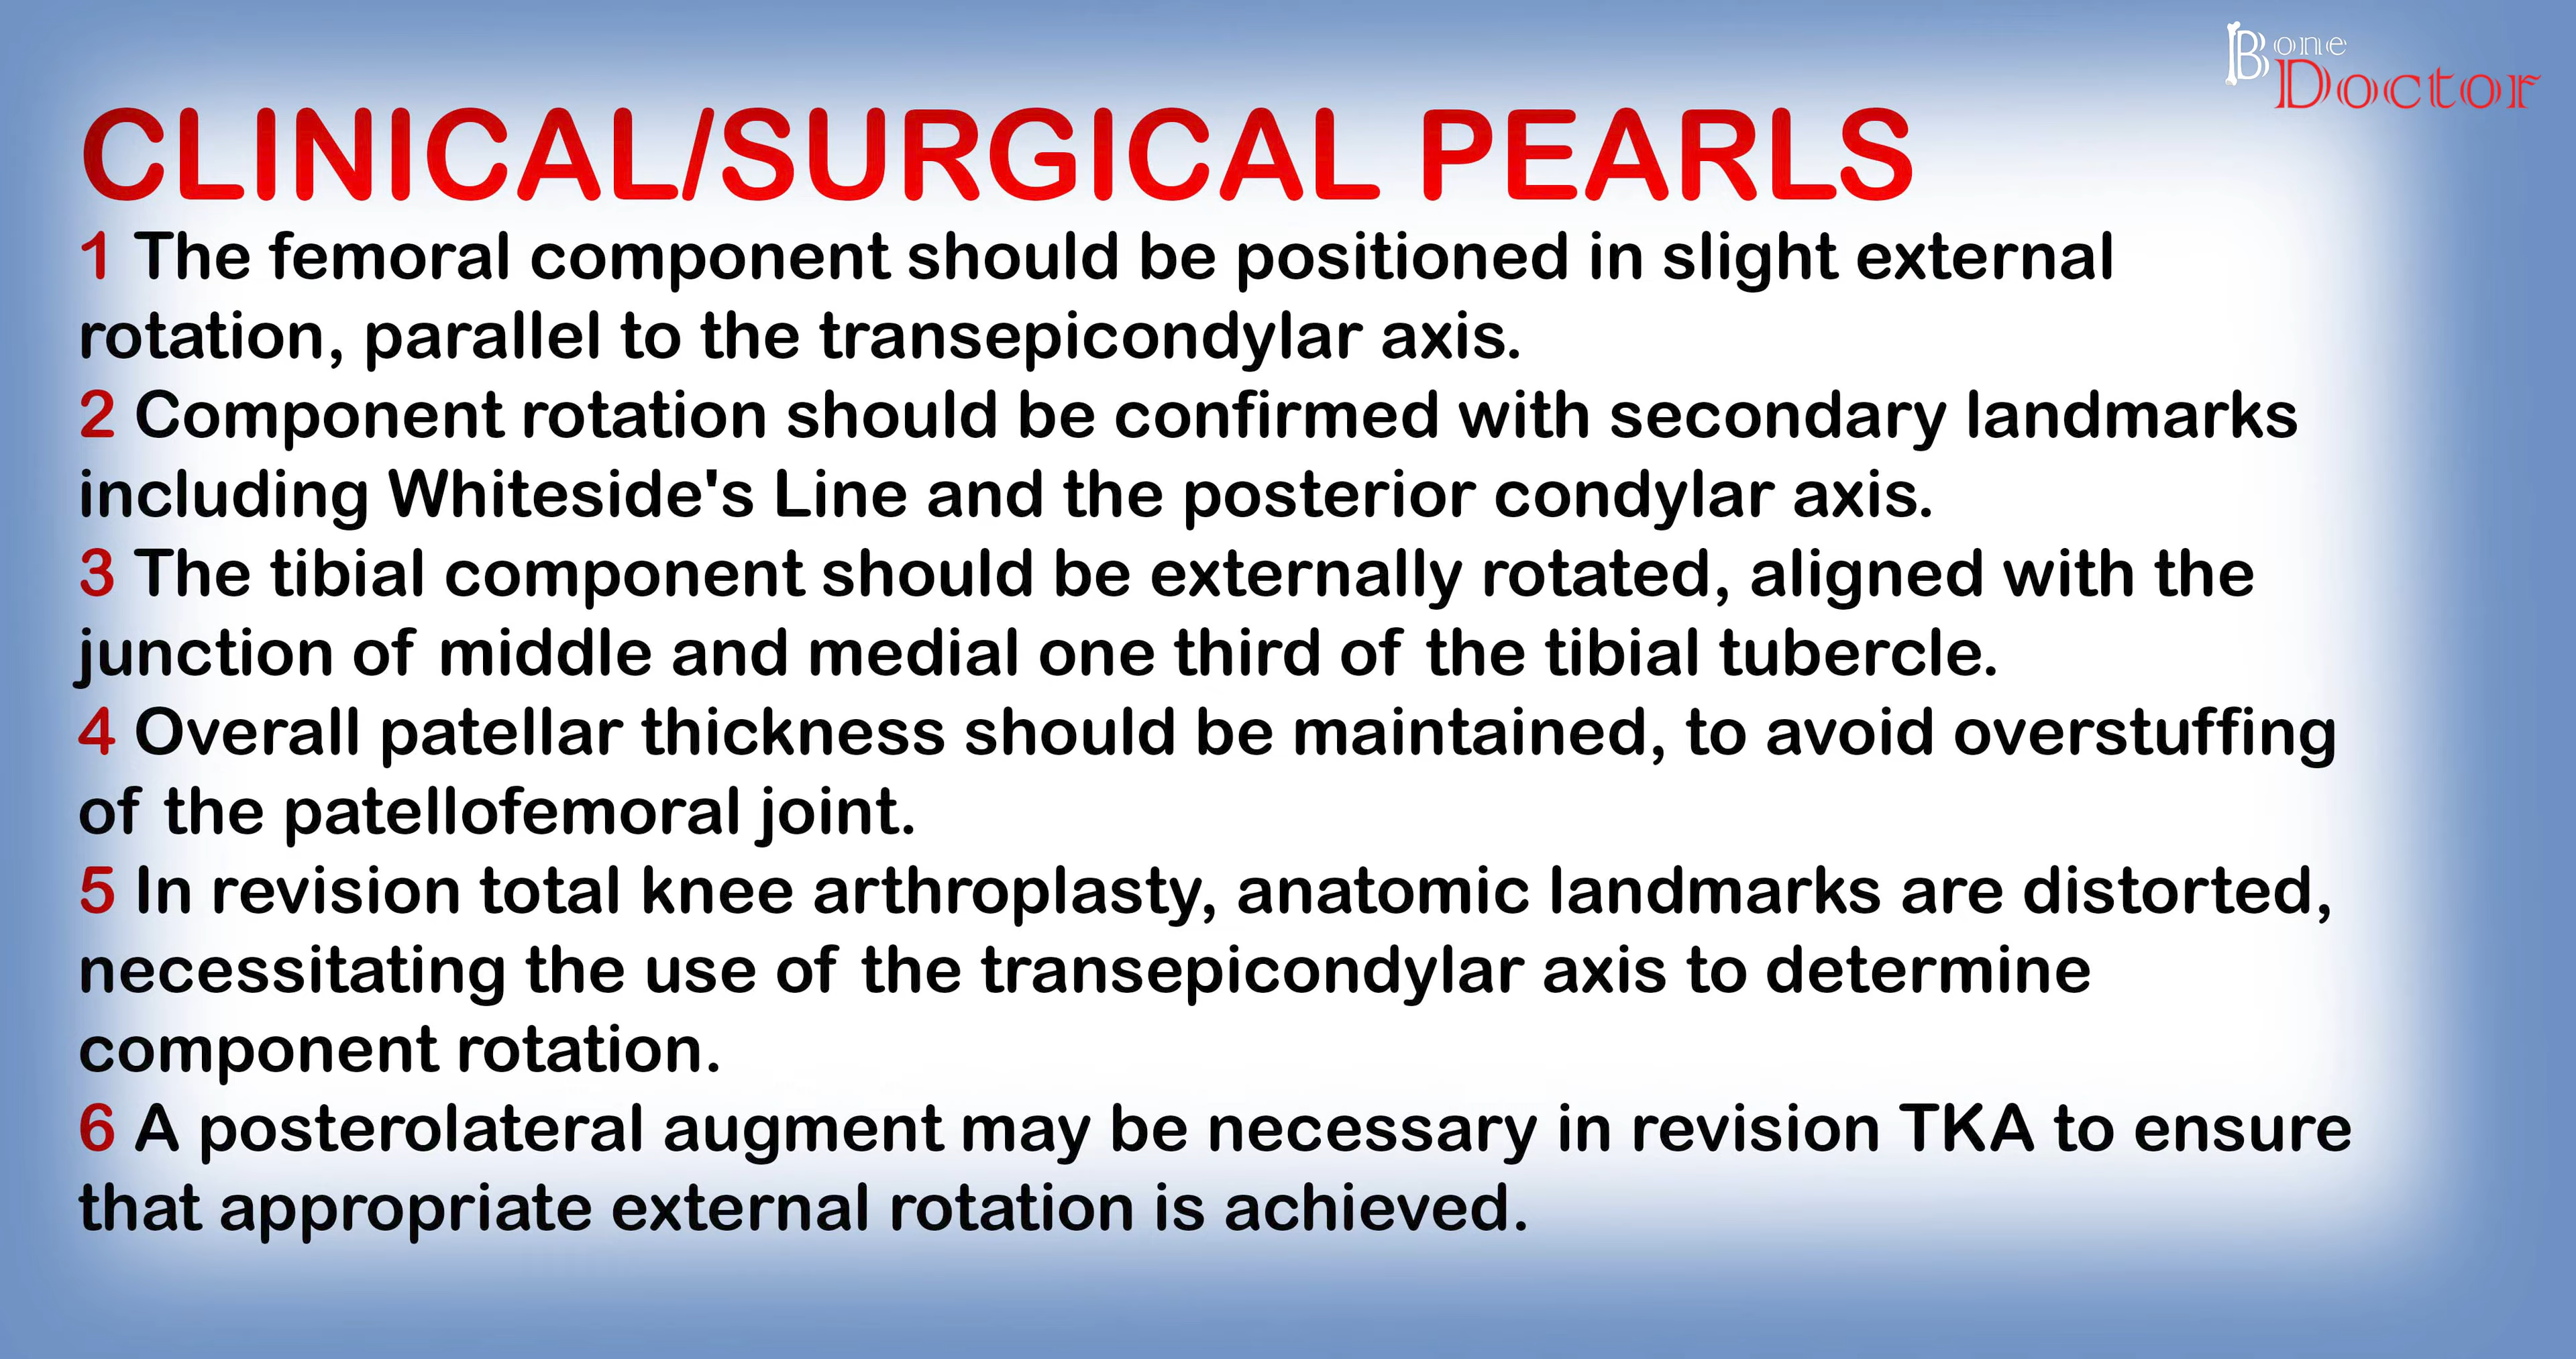 Bone
Doctor
CLINICAL/SURGICAL PEARLS
1 The femoral component should be positioned in slight external
rotation, parallel to the transepicondylar axis.
2 Component rotation should be confirmed with secondary landmarks
including Whiteside's Line and the posterior condylar axis.
3 The tibial component should be externally rotated, aligned with the
junction of middle and medial one third of the tibial tubercle.
4 Overall patellar thickness should be maintained, to avoid overstuffing
of the patellofemoral joint.
5 In revision total knee arthroplasty, anatomic landmarks are distorted,
necessitating the use of the transepicondylar axis to determine
component rotation.
6 A posterolateral augment may be necessary in revision TKA to ensure
that appropriate external rotation is achieved.